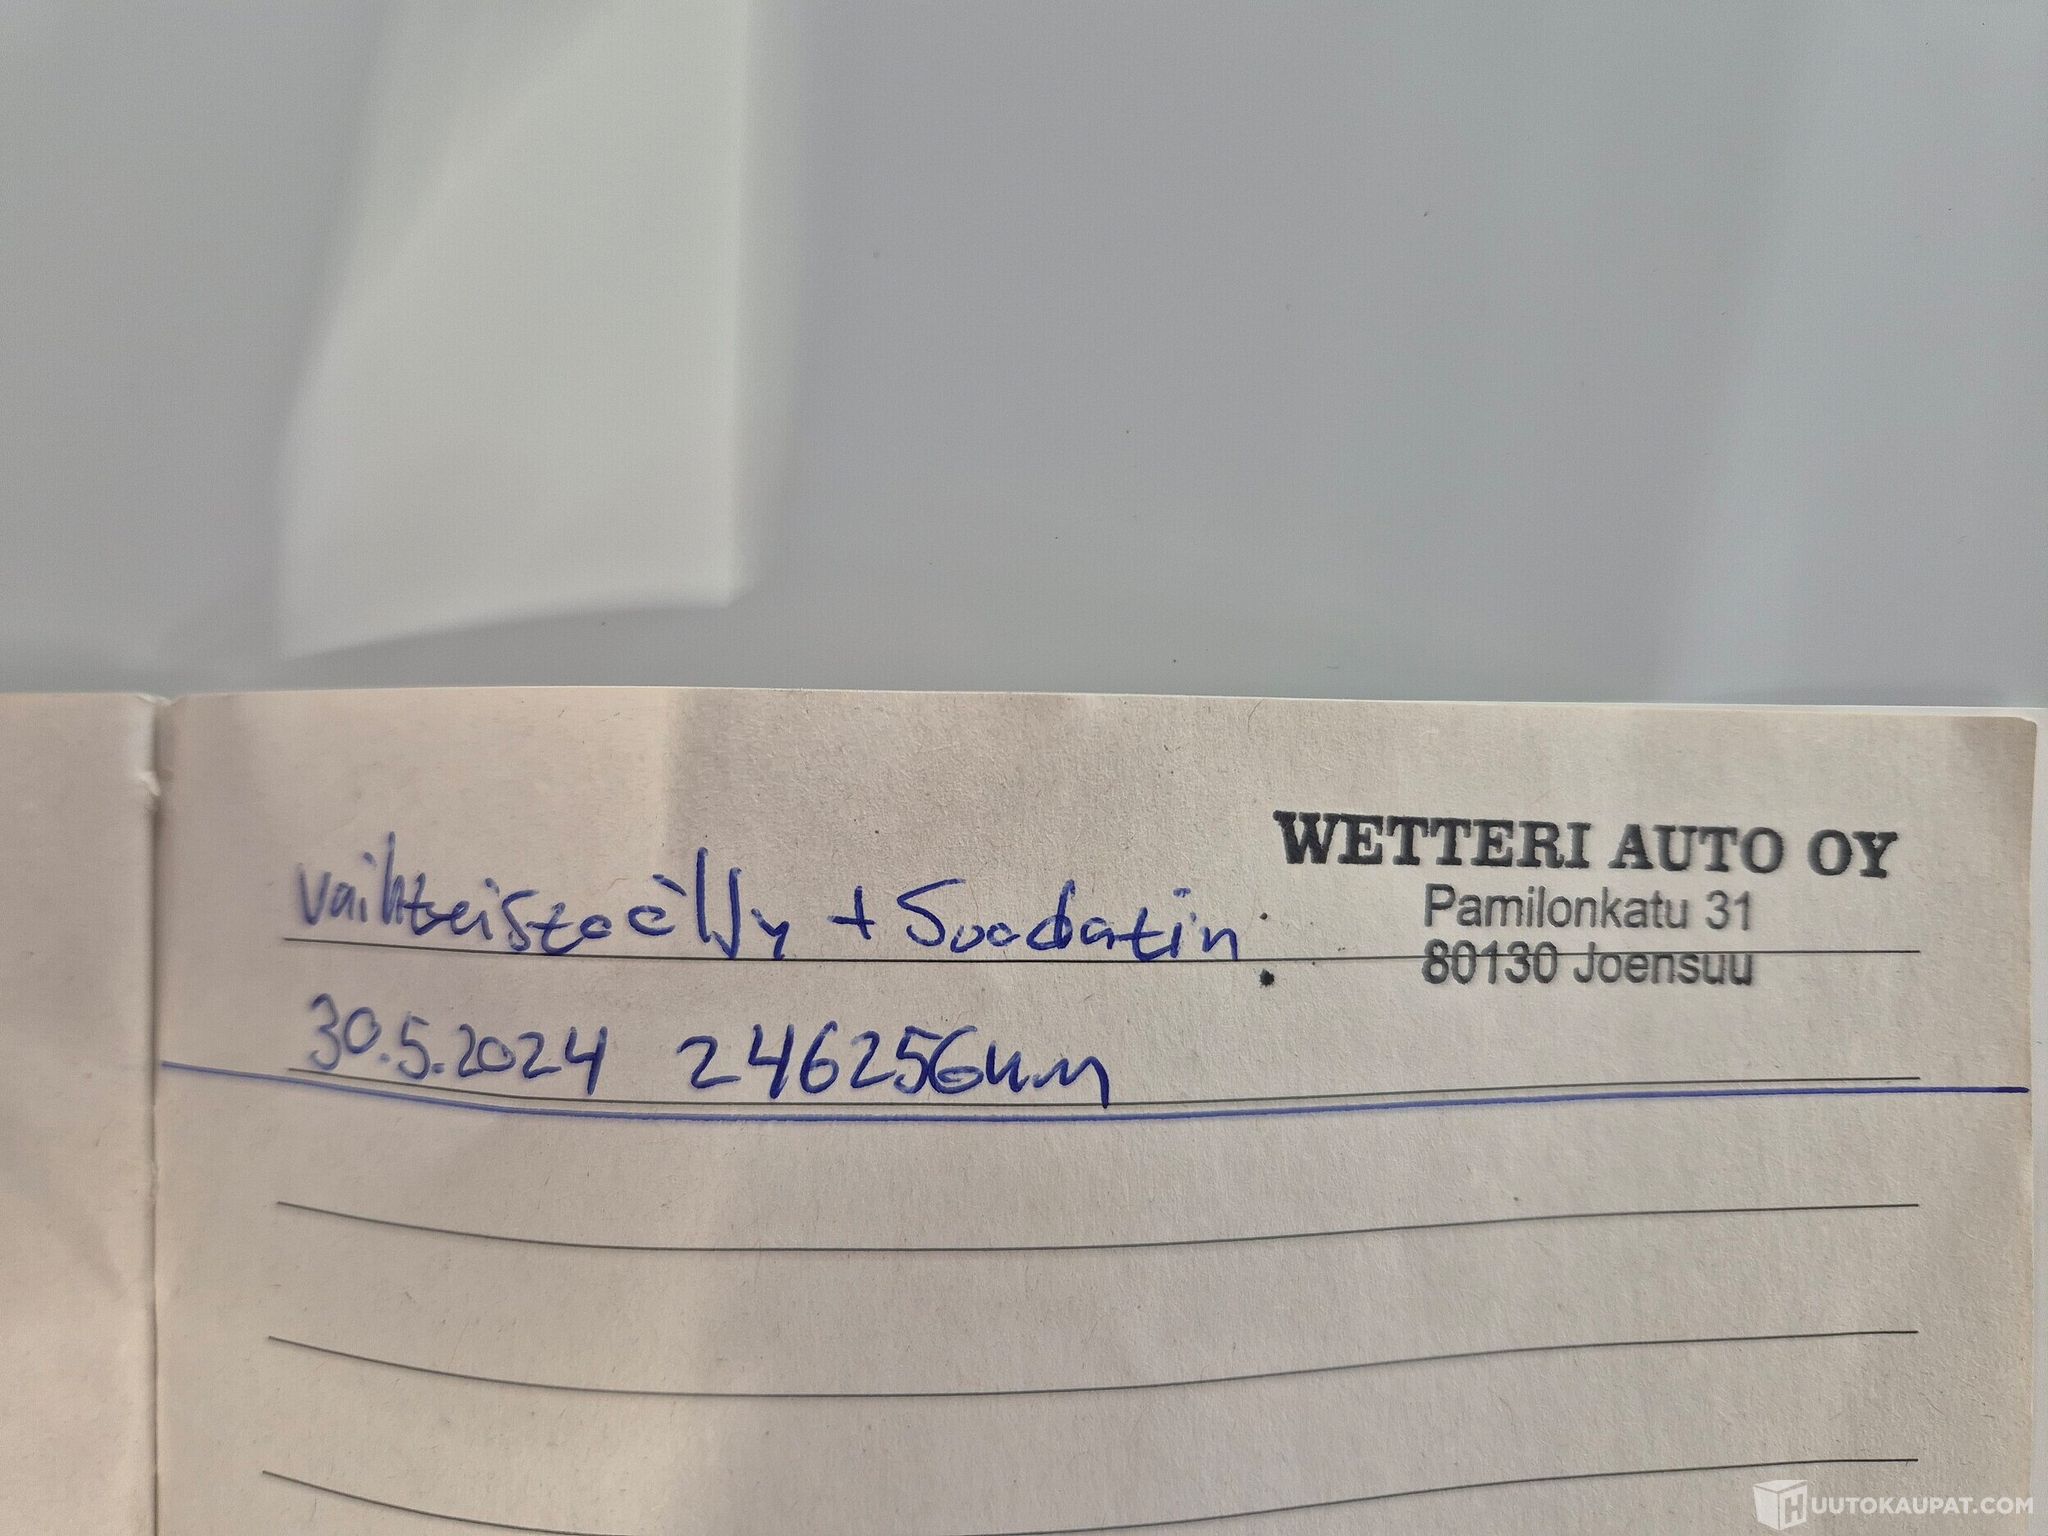 WETTERI AUTO OY
Pamilonkatu 31
80130 Joensuu
Vaihteistoöljy + Suodatin
30.5.2024 246256km
HUUTOKAUPAT.COM